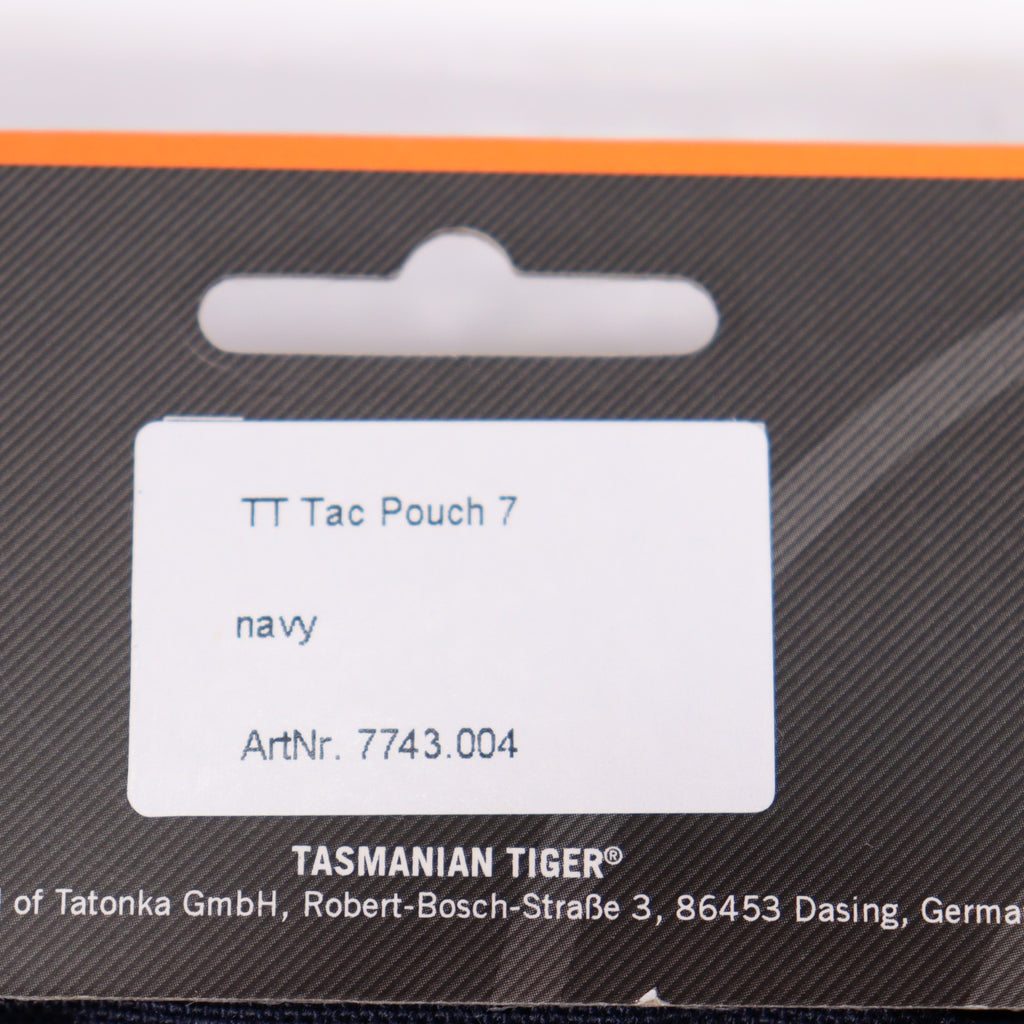 TT Tac Pouch 7
navy
ArtNr. 7743.004
TASMANIAN TIGER®
of Tatonka GmbH, Robert-Bosch-Straße 3, 86453 Dasing, Germa